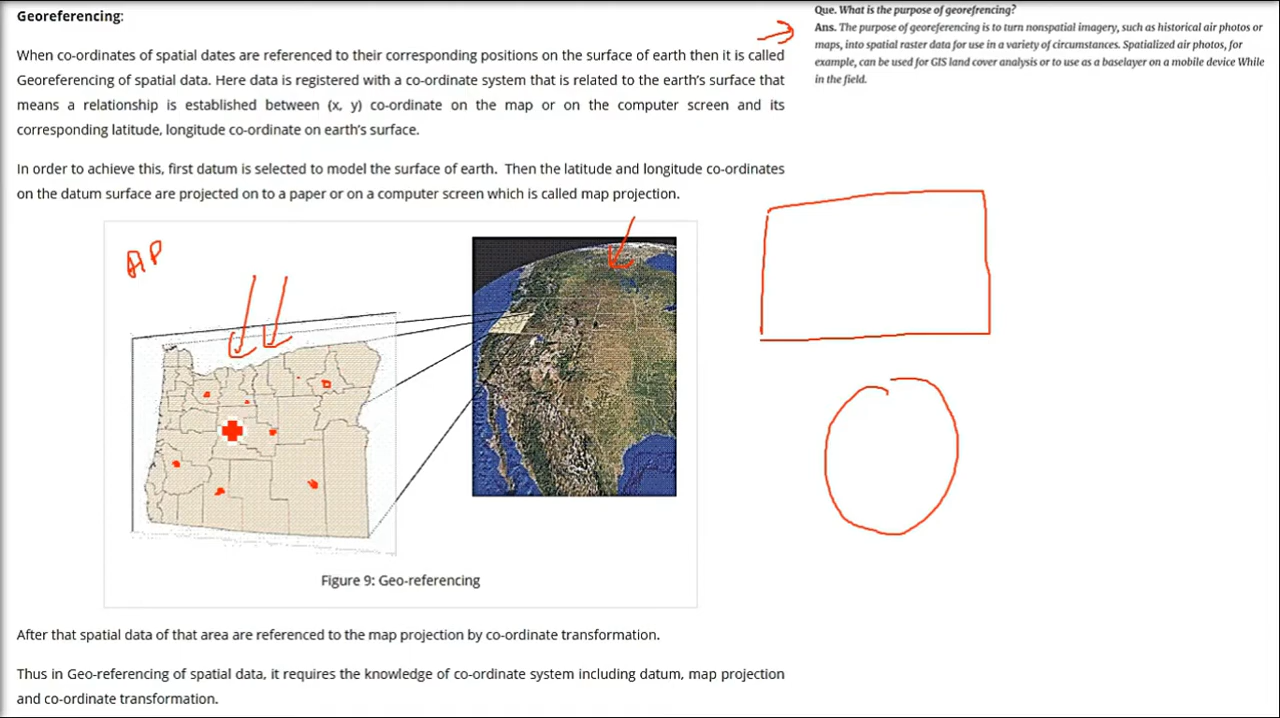 Georeferencing:
When co-ordinates of spatial dates are referenced to their corresponding positions on the surface of earth then it is called
Georeferencing of spatial data. Here data is registered with a co-ordinate system that is related to the earth's surface that
means a relationship is established between (x, y) co-ordinate on the map or on the computer screen and its
corresponding latitude, longitude co-ordinate on earth's surface.
In order to achieve this, first datum is selected to model the surface of earth. Then the latitude and longitude co-ordinates
on the datum surface are projected on to a paper or on a computer screen which is called map projection.
AP
Figure 9: Geo-referencing
After that spatial data of that area are referenced to the map projection by co-ordinate transformation.
Thus in Geo-referencing of spatial data, it requires the knowledge of co-ordinate system including datum, map projection
and co-ordinate transformation.
Que. What is the purpose of georefrencing?
Ans. The purpose of georeferencing is to turn nonspatial imagery, such as historical air photos or
maps, into spatial raster data for use in a variety of circumstances. Spatialized air photos, for
example, can be used for GIS land cover analysis or to use as a baselayer on a mobile device While
in the field.